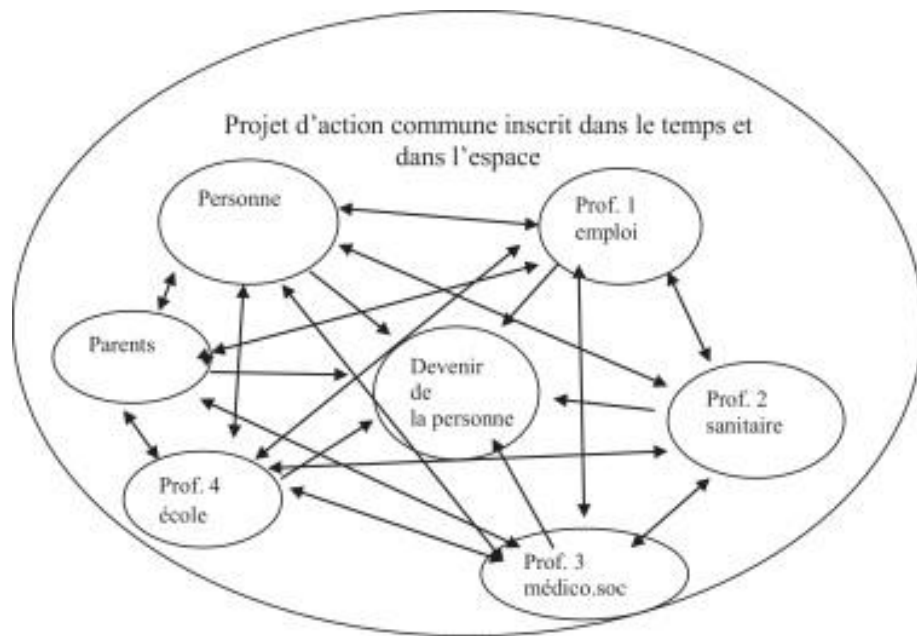 Projet d'action commune inscrit dans le temps et
dans l'espace
Personne
Prof. 1
emploi
Parents
Devenir
de
la personne
Prof. 2
sanitaire
Prof. 4
école
Prof. 3
médico.soc